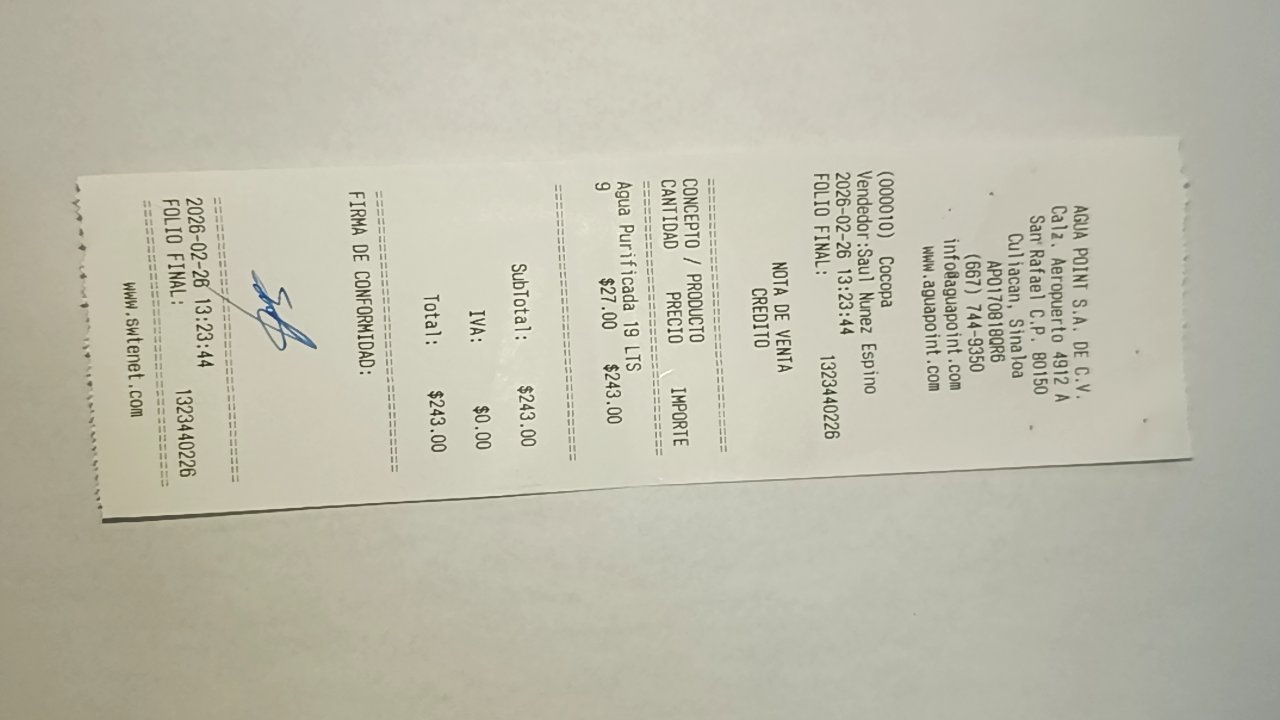 AGUA POINT S.A. DE C.V.
Calz. Aeropuerto 4912 A
San Rafael C.P. 80150
Culiacan, Sinaloa
APO170818QR6
(667) 744-9350
info@aguapoint.com
www.aguapoint.com
(000010) Cocopa
Vendedor:Saul Nunez Espino
2026-02-26 13:23:44
FOLIO FINAL: 1323440226
NOTA DE VENTA
CREDITO
================================
CONCEPTO / PRODUCTO
CANTIDAD PRECIO IMPORTE
================================
Agua Purificada 19 LTS
9 $27.00 $243.00
================================
SubTotal: $243.00
IVA: $0.00
Total: $243.00
================================
FIRMA DE CONFORMIDAD:
================================
2026-02-26 13:23:44
FOLIO FINAL: 1323440226
================================
www.swtenet.com